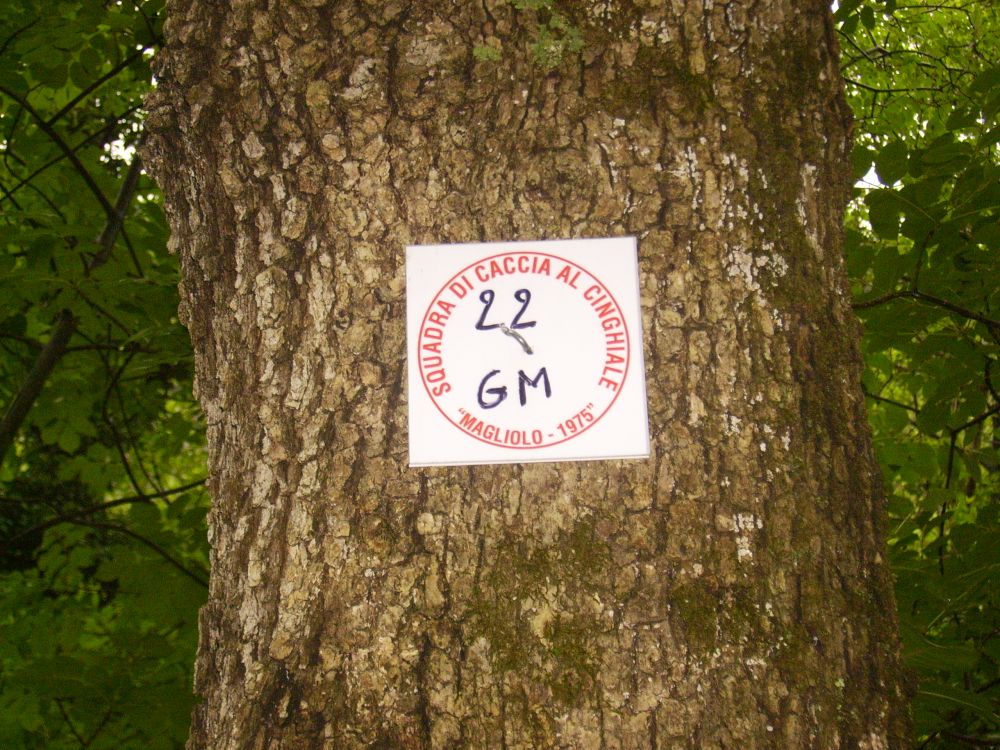 SQUADRA DI CACCIA AL CINGHIALE
22
GM
"MAGLIOLO - 1975"